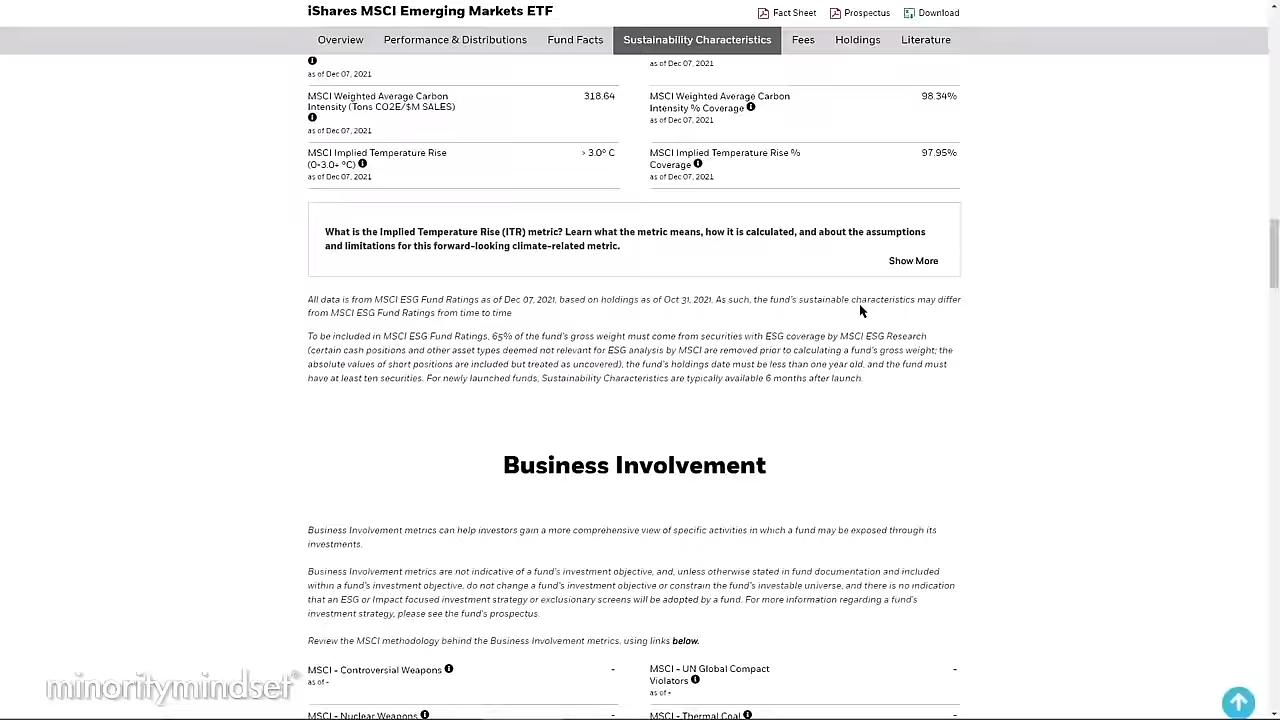 iShares MSCI Emerging Markets ETF
Fact Sheet Prospectus Download
Overview Performance & Distributions Fund Facts Sustainability Characteristics Fees Holdings Literature
as of Dec 07, 2021
as of Dec 07, 2021
MSCI Weighted Average Carbon 318.64
Intensity (Tons CO2E/$M SALES)
as of Dec 07, 2021
MSCI Weighted Average Carbon 98.34%
Intensity % Coverage
as of Dec 07, 2021
MSCI Implied Temperature Rise > 3.0° C
(0-3.0+ °C)
as of Dec 07, 2021
MSCI Implied Temperature Rise % 97.95%
Coverage
as of Dec 07, 2021
What is the Implied Temperature Rise (ITR) metric? Learn what the metric means, how it is calculated, and about the assumptions
and limitations for this forward-looking climate-related metric.
Show More
All data is from MSCI ESG Fund Ratings as of Dec 07, 2021, based on holdings as of Oct 31, 2021. As such, the fund's sustainable characteristics may differ
from MSCI ESG Fund Ratings from time to time
To be included in MSCI ESG Fund Ratings, 65% of the fund's gross weight must come from securities with ESG coverage by MSCI ESG Research
(certain cash positions and other asset types deemed not relevant for ESG analysis by MSCI are removed prior to calculating a fund's gross weight; the
absolute values of short positions are included but treated as uncovered), the fund's holdings date must be less than one year old, and the fund must
have at least ten securities. For newly launched funds, Sustainability Characteristics are typically available 6 months after launch.
Business Involvement
Business Involvement metrics can help investors gain a more comprehensive view of specific activities in which a fund may be exposed through its
investments.
Business Involvement metrics are not indicative of a fund's investment objective, and, unless otherwise stated in fund documentation and included
within a fund's investment objective, do not change a fund's investment objective or constrain the fund's investable universe, and there is no indication
that an ESG or Impact focused investment strategy or exclusionary screens will be adopted by a fund. For more information regarding a fund's
investment strategy, please see the fund's prospectus.
Review the MSCI methodology behind the Business Involvement metrics, using links below.
MSCI - Controversial Weapons -
as of -
MSCI - UN Global Compact -
Violators
as of -
MSCI - Nuclear Weapons -
MSCI - Thermal Coal -
minoritymindset®